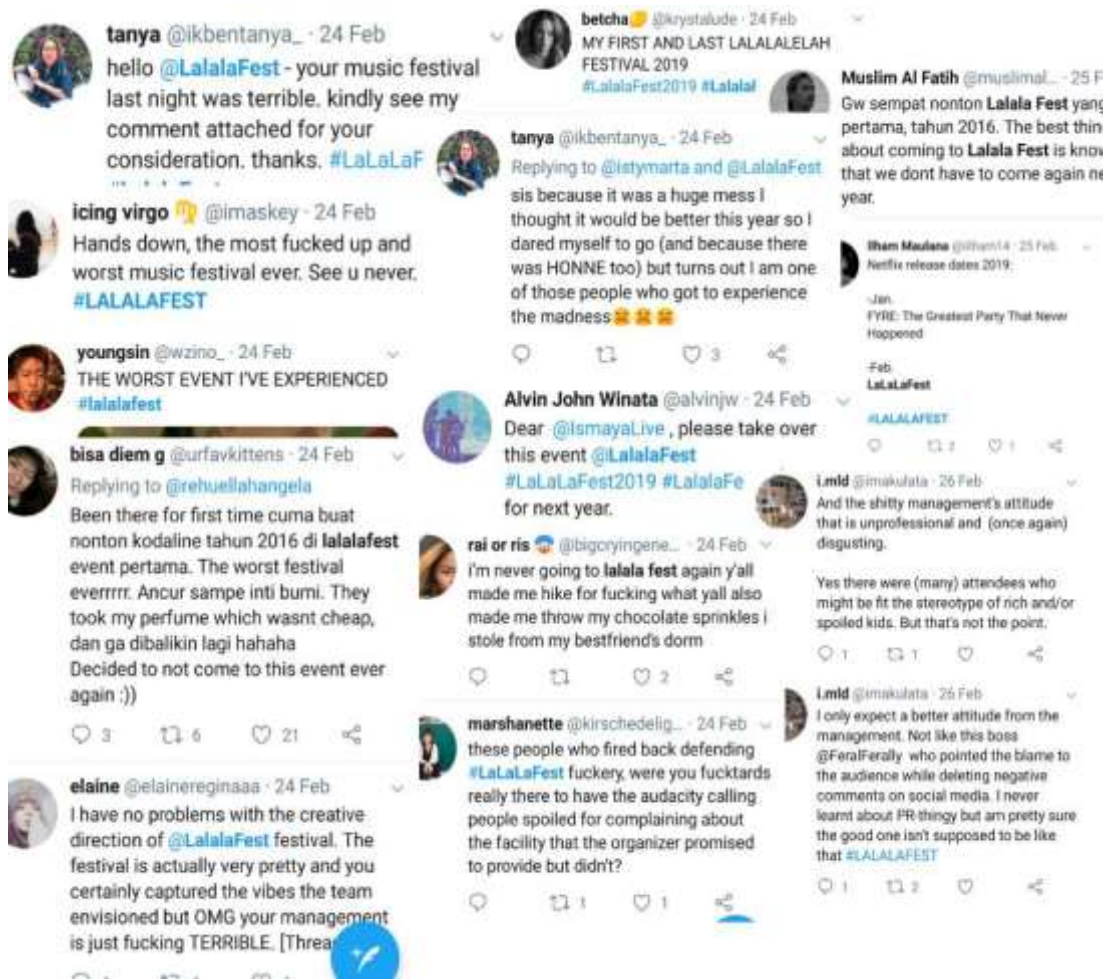 tanya @ikbentanya_ · 24 Feb
hello @LalalaFest - your music festival
last night was terrible. kindly see my
comment attached for your
consideration. thanks. #LaLaLaF
icing virgo @imaskey · 24 Feb
Hands down, the most fucked up and
worst music festival ever. See u never.
#LALALAFEST
youngsin @wzino_ · 24 Feb
THE WORST EVENT I'VE EXPERIENCED
#lalalafest
bisa diem g @urfavkittens · 24 Feb
Replying to @rehuellahangela
Been there for first time cuma buat
nonton kodaline tahun 2016 di lalalafest
event pertama. The worst festival
everrrrr. Ancur sampe inti bumi. They
took my perfume which wasnt cheap,
dan ga dibalikin lagi hahaha
Decided to not come to this event ever
again :))
3 6 21
elaine @elainereginaaa · 24 Feb
I have no problems with the creative
direction of @LalalaFest festival. The
festival is actually very pretty and you
certainly captured the vibes the team
envisioned but OMG your management
is just fucking TERRIBLE. [Threa
betcha @krystalude · 24 Feb
MY FIRST AND LAST LALALALELAH
FESTIVAL 2019
#LalalaFest2019 #Lalalal
tanya @ikbentanya_ · 24 Feb
Replying to @istymarta and @LalalaFest
sis because it was a huge mess I
thought it would be better this year so I
dared myself to go (and because there
was HONNE too) but turns out I am one
of those people who got to experience
the madness
3
Alvin John Winata @alvinjw · 24 Feb
Dear @IsmayaLive , please take over
this event @LalalaFest
#LaLaLaFest2019 #LalalaFe
for next year.
rai or ris @bigcryingene... · 24 Feb
i'm never going to lalala fest again y'all
made me hike for fucking what yall also
made me throw my chocolate sprinkles i
stole from my bestfriend's dorm
2
marshanette @kirschedelig... · 24 Feb
these people who fired back defending
#LaLaLaFest fuckery, were you fucktards
really there to have the audacity calling
people spoiled for complaining about
the facility that the organizer promised
to provide but didn't?
1 1
Muslim Al Fatih @muslimal... · 25 F
Gw sempat nonton Lalala Fest yang
pertama, tahun 2016. The best thin
about coming to Lalala Fest is know
that we dont have to come again ne
year.
Ilham Maulana @ilham14 · 25 Feb
Netflix release dates 2019:
-Jan.
FYRE: The Greatest Party That Never
Happened
-Feb.
LaLaLaFest
#LALALAFEST
2 1
i.mld @imakulata · 26 Feb
And the shitty management's attitude
that is unprofessional and (once again)
disgusting.
Yes there were (many) attendees who
might be fit the stereotype of rich and/or
spoiled kids. But that's not the point.
1 1
i.mld @imakulata · 26 Feb
I only expect a better attitude from the
management. Not like this boss
@FeralFerally who pointed the blame to
the audience while deleting negative
comments on social media. I never
learnt about PR-thingy but am pretty sure
the good one isn't supposed to be like
that #LALALAFEST
1 2